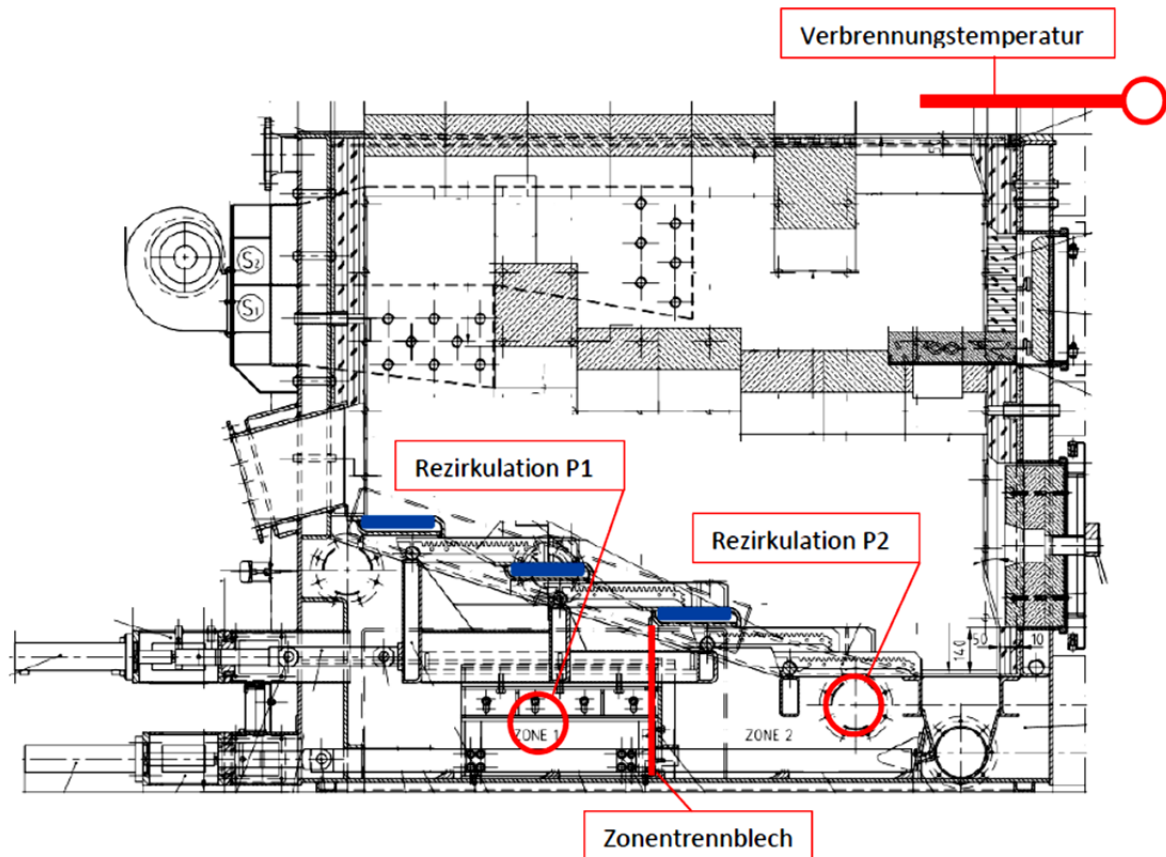 Verbrennungstemperatur
S2
S1
Rezirkulation P1
Rezirkulation P2
50
10
140
ZONE 1
ZONE 2
Zonentrennblech